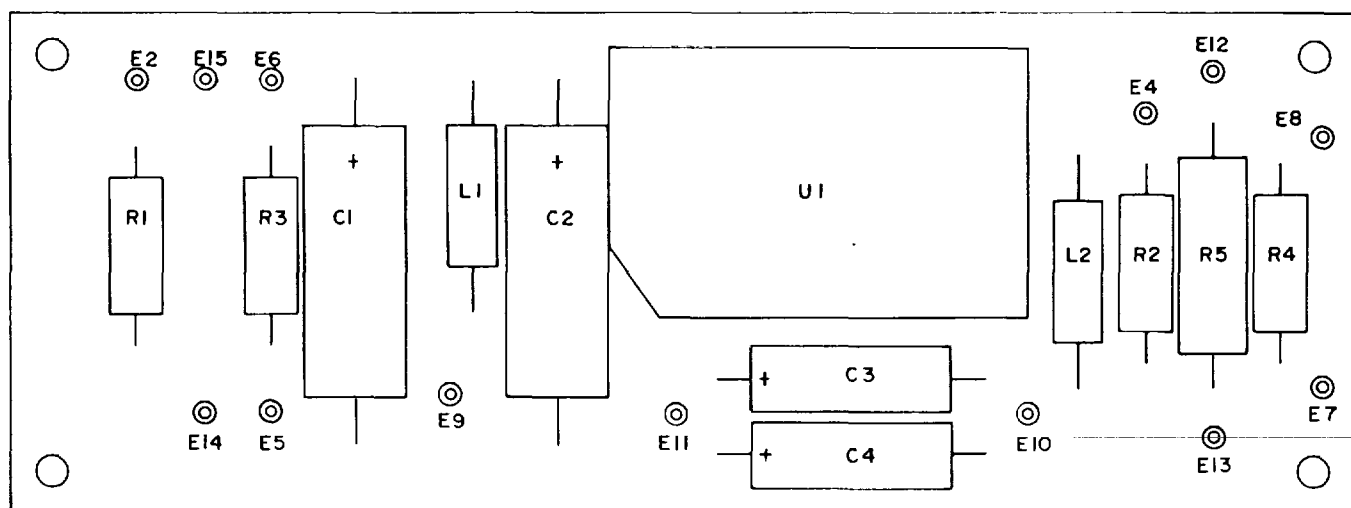 E2 E15 E6 E12
E4
E8
+ +
R1 R3 C1 L1 C2 U1
L2 R2 R5 R4
+ C3
E9 E7
E14 E5 E11 E10
+ C4
E13